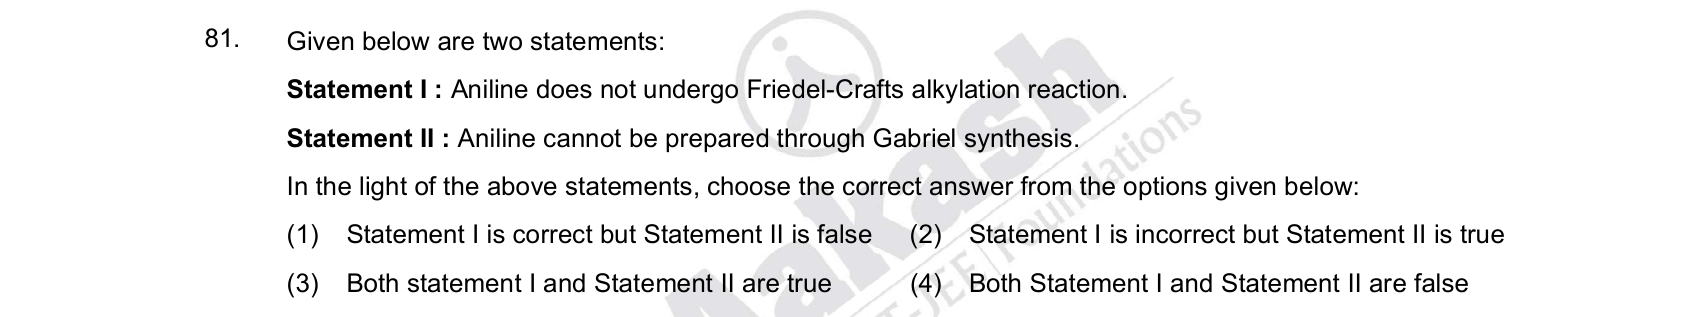 81. Given below are two statements:
Statement I : Aniline does not undergo Friedel-Crafts alkylation reaction.
Statement II : Aniline cannot be prepared through Gabriel synthesis.
In the light of the above statements, choose the correct answer from the options given below:
(1) Statement I is correct but Statement II is false (2) Statement I is incorrect but Statement II is true
(3) Both statement I and Statement II are true (4) Both Statement I and Statement II are false
Aakash
-JEE Foundations